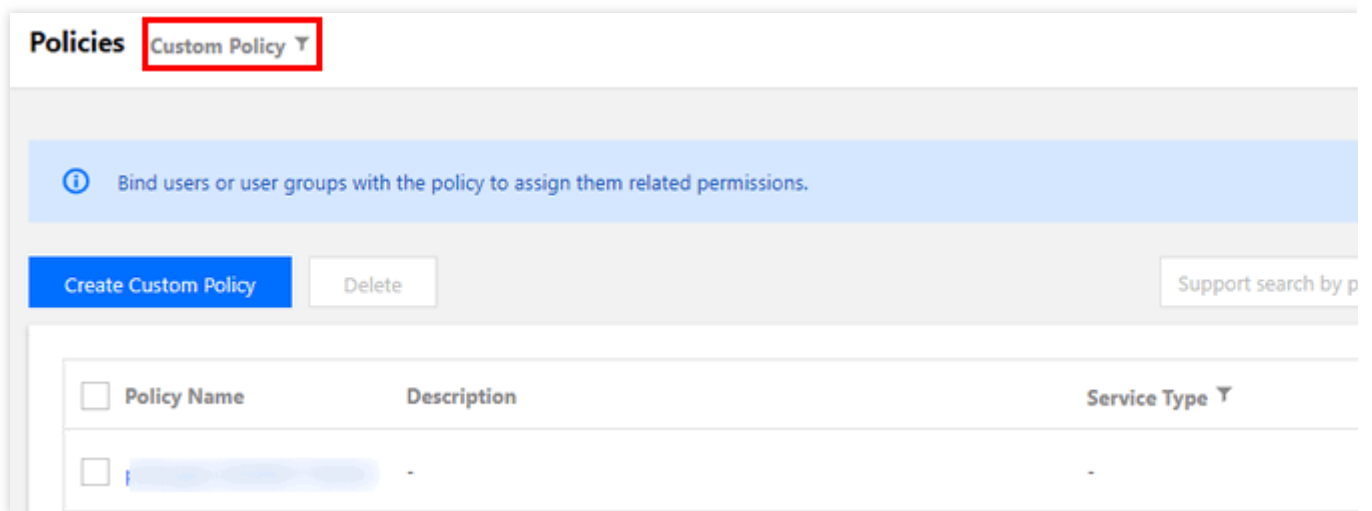 Policies Custom Policy
Bind users or user groups with the policy to assign them related permissions.
Create Custom Policy Delete Support search by p
Policy Name Description Service Type
- -